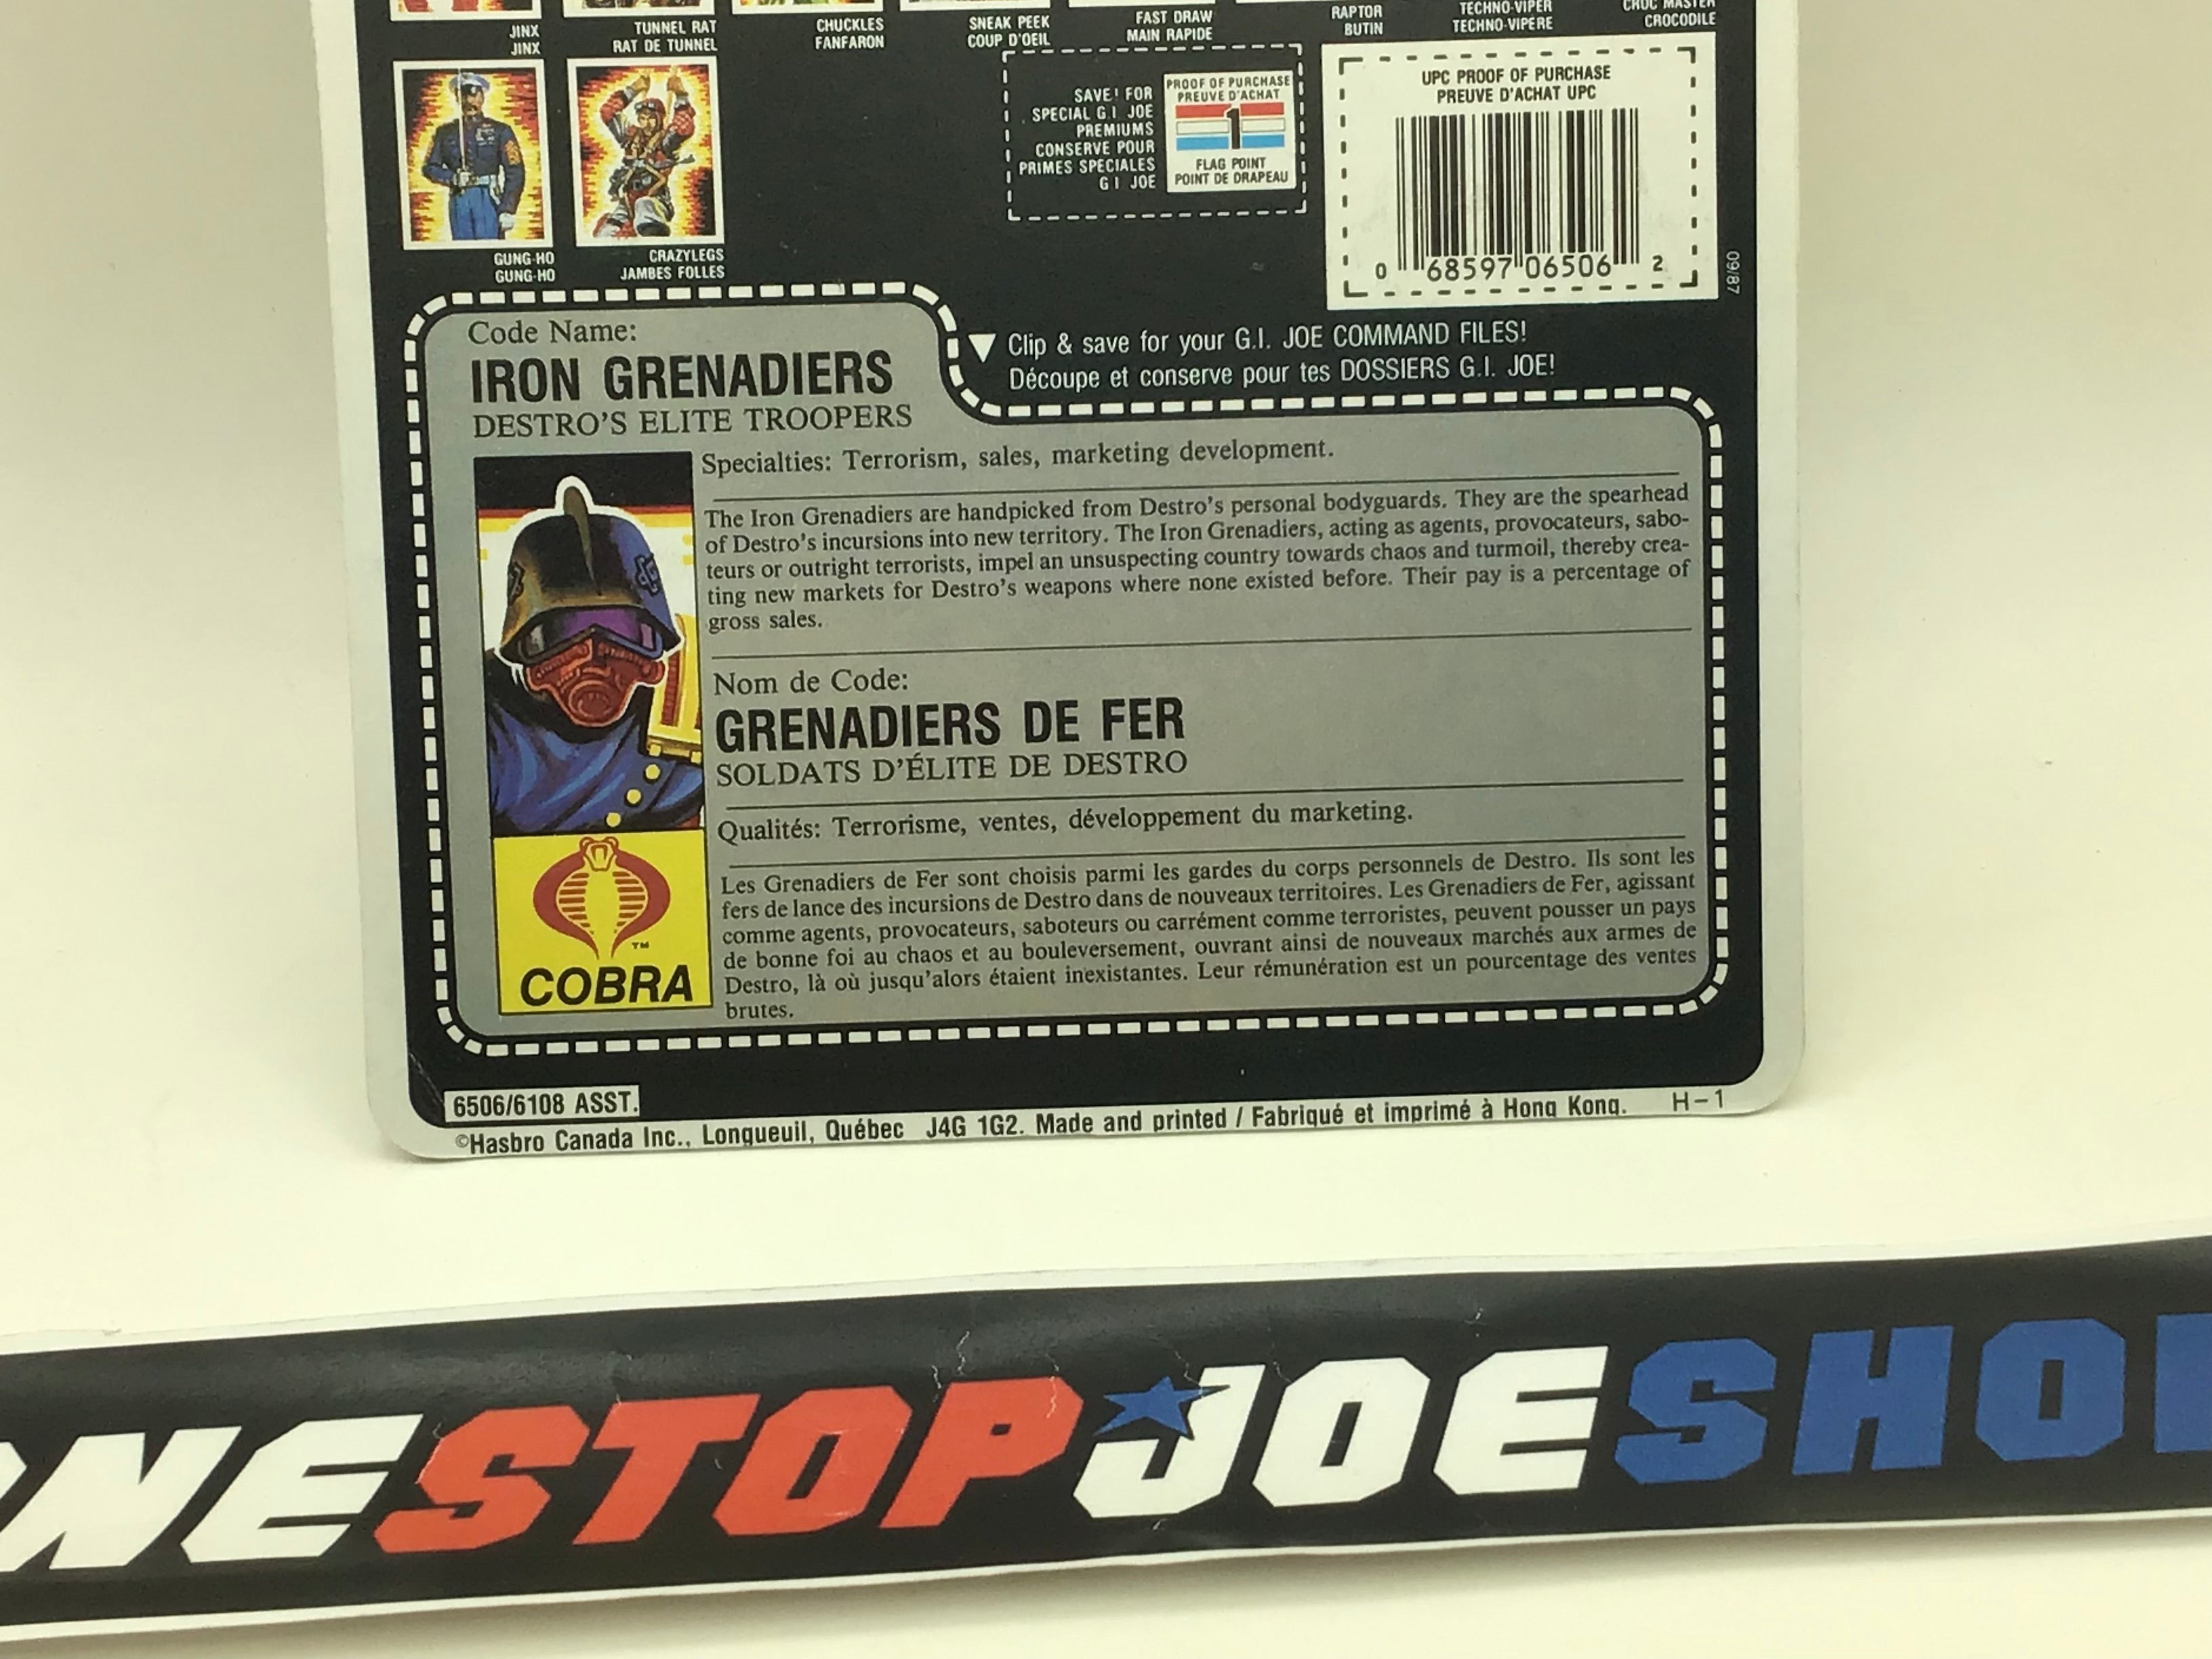 JINX
JINX
TUNNEL RAT
RAT DE TUNNEL
CHUCKLES
FANFARON
SNEAK PEEK
COUP D'OEIL
FAST DRAW
MAIN RAPIDE
RAPTOR
BUTIN
TECHNO-VIPER
TECHNO-VIPÈRE
CROC MASTER
CROCODILE
GUNG-HO
GUNG-HO
CRAZYLEGS
JAMBES FOLLES
SAVE! FOR
SPECIAL G.I. JOE
PREMIUMS
CONSERVE POUR
PRIMES SPECIALES
G I JOE
PROOF OF PURCHASE
PREUVE D'ACHAT
1
FLAG POINT
POINT DE DRAPEAU
UPC PROOF OF PURCHASE
PREUVE D'ACHAT UPC
0 68597 06506 2
09/87
Clip & save for your G.I. JOE COMMAND FILES!
Découpe et conserve pour tes DOSSIERS G.I. JOE!
Code Name:
IRON GRENADIERS
DESTRO'S ELITE TROOPERS
Specialties: Terrorism, sales, marketing development.
The Iron Grenadiers are handpicked from Destro's personal bodyguards. They are the spearhead
of Destro's incursions into new territory. The Iron Grenadiers, acting as agents, provocateurs, sabo-
teurs or outright terrorists, impel an unsuspecting country towards chaos and turmoil, thereby crea-
ting new markets for Destro's weapons where none existed before. Their pay is a percentage of
gross sales.
Nom de Code:
GRENADIERS DE FER
SOLDATS D'ÉLITE DE DESTRO
Qualités: Terrorisme, ventes, développement du marketing.
Les Grenadiers de Fer sont choisis parmi les gardes du corps personnels de Destro. Ils sont les
fers de lance des incursions de Destro dans de nouveaux territoires. Les Grenadiers de Fer, agissant
comme agents, provocateurs, saboteurs ou carrément comme terroristes, peuvent pousser un pays
de bonne foi au chaos et au bouleversement, ouvrant ainsi de nouveaux marchés aux armes de
Destro, là où jusqu'alors étaient inexistantes. Leur rémunération est un pourcentage des ventes
brutes.
TM
COBRA
6506/6108 ASST.
©Hasbro Canada Inc., Longueuil, Québec J4G 1G2. Made and printed / Fabriqué et imprimé à Hong Kong. H-1
ONESTOPJOESHOP